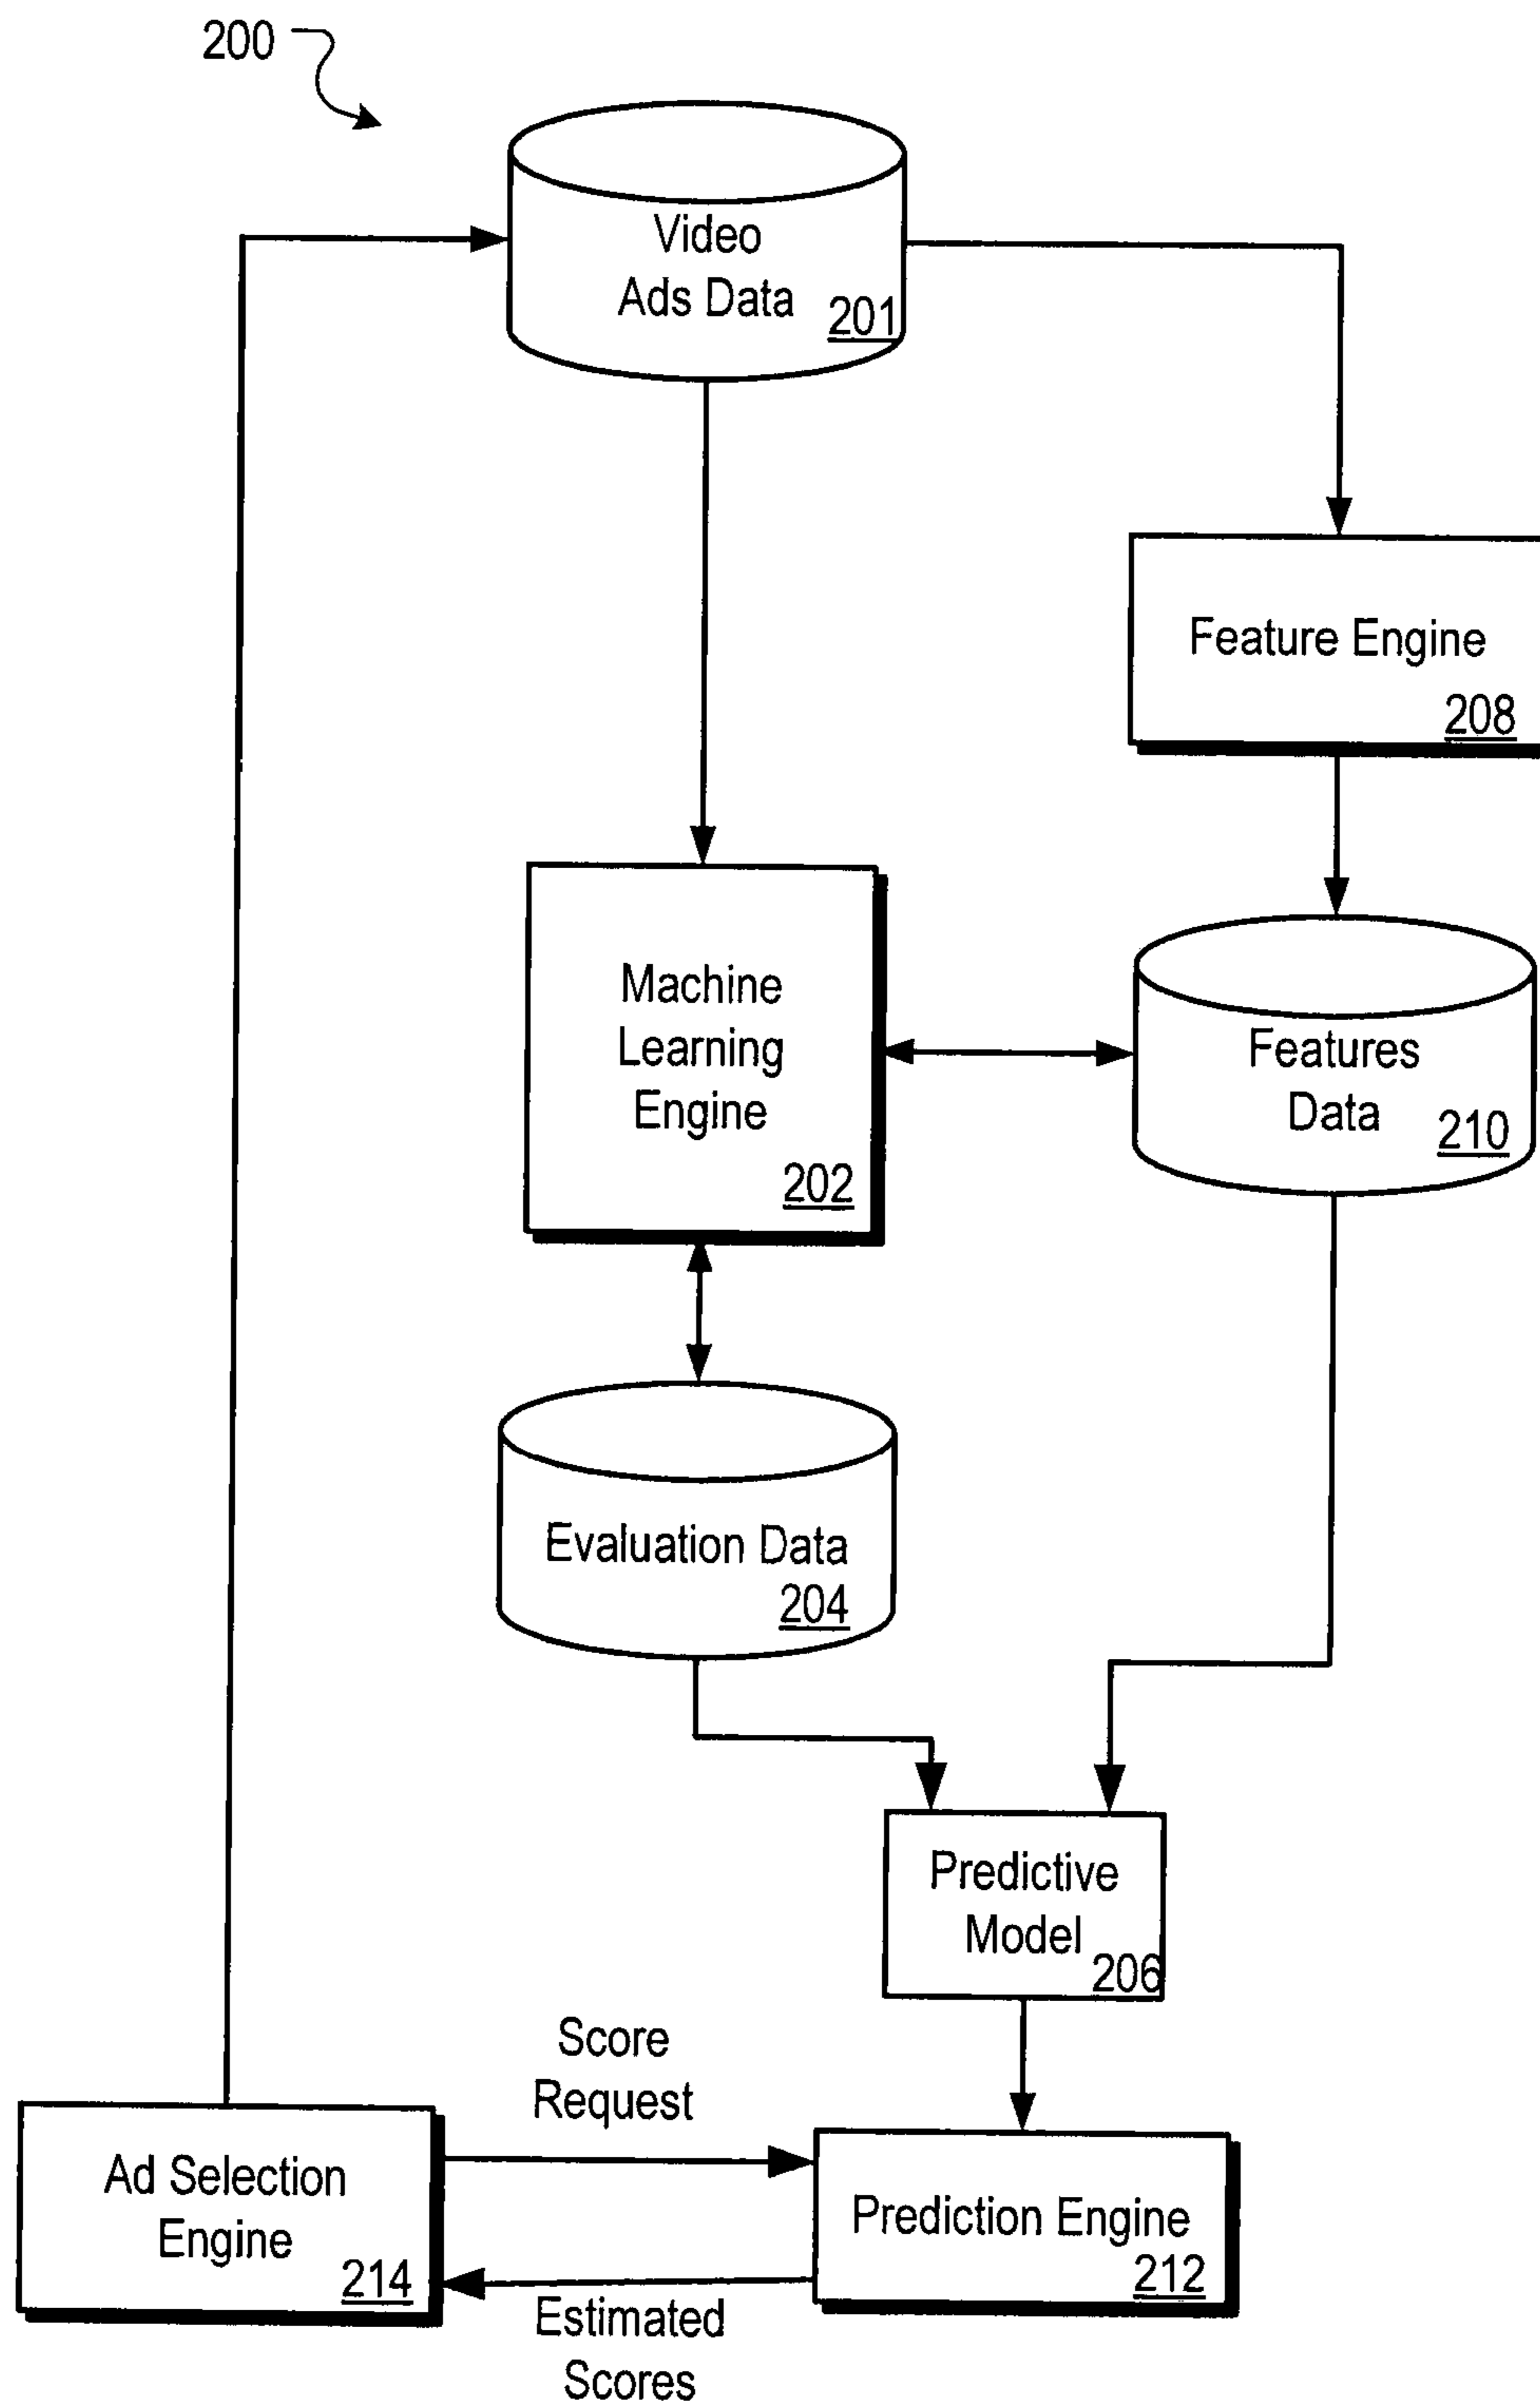 200
Video
Ads Data
201
Feature Engine
208
Machine
Learning
Engine
202
Features
Data
210
Evaluation Data
204
Predictive
Model
206
Score
Request
Ad Selection
Engine
214
Prediction Engine
212
Estimated
Scores